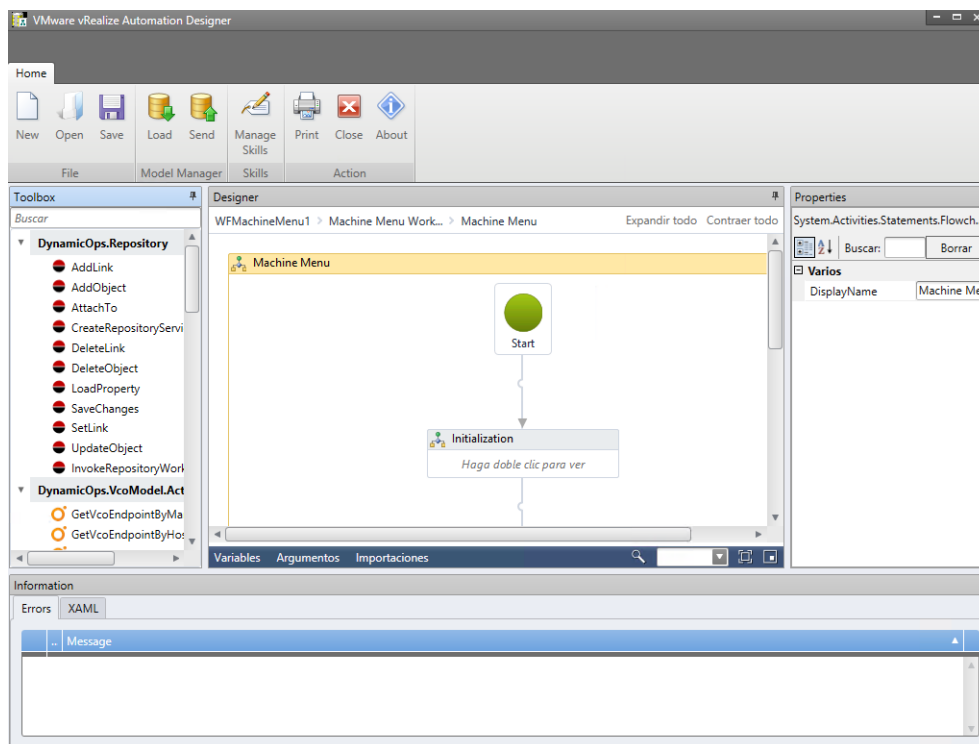 VMware vRealize Automation Designer
Home
New Open Save Load Send Manage Skills Print Close About
File Model Manager Skills Action
Toolbox
Buscar
DynamicOps.Repository
AddLink
AddObject
AttachTo
CreateRepositoryServi
DeleteLink
DeleteObject
LoadProperty
SaveChanges
SetLink
UpdateObject
InvokeRepositoryWork
DynamicOps.VcoModel.Act
GetVcoEndpointByMa
GetVcoEndpointByHos
Designer
WFMachineMenu1 > Machine Menu Work... > Machine Menu Expandir todo Contraer todo
Machine Menu
Start
Initialization
Haga doble clic para ver
Variables Argumentos Importaciones
Properties
System.Activities.Statements.Flowch.
Buscar: Borrar
Varios
DisplayName Machine Me
Information
Errors XAML
.. Message